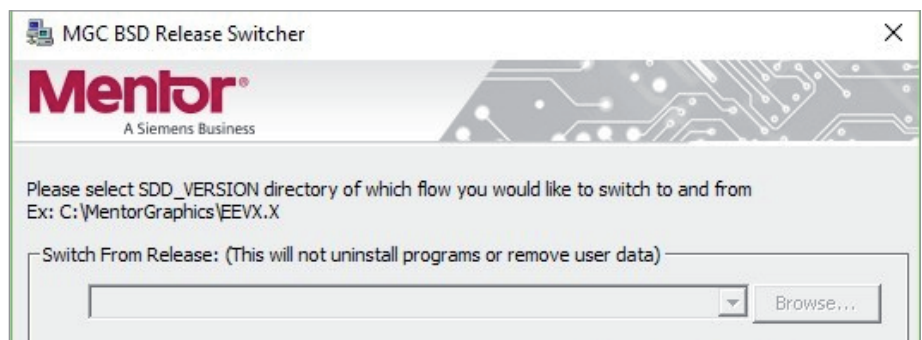 MGC BSD Release Switcher
Mentor®
A Siemens Business
Please select SDD_VERSION directory of which flow you would like to switch to and from
Ex: C:\MentorGraphics\EEVX.X
Switch From Release: (This will not uninstall programs or remove user data)
Browse...